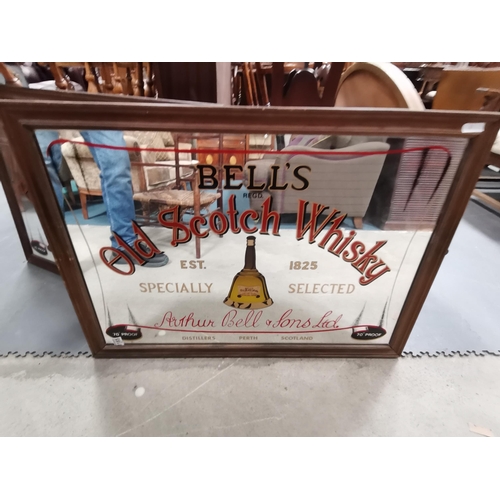 BELL'S
REGD.
Old Scotch Whisky
EST. 1825
SPECIALLY SELECTED
Arthur Bell & Sons Ltd.
70° PROOF 70° PROOF
DISTILLERS PERTH SCOTLAND